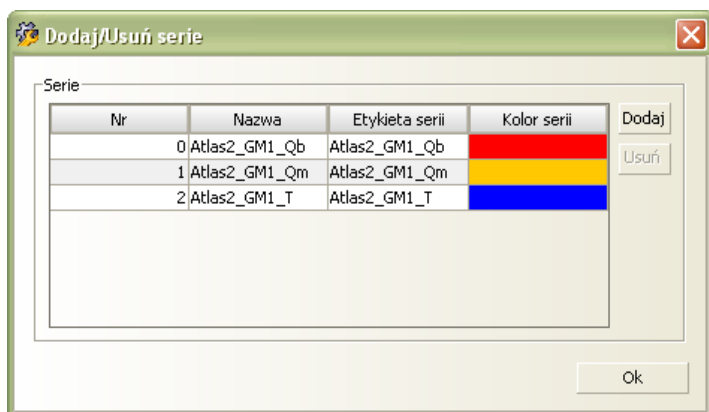 Dodaj/Usuń serie
Serie
Nr Nazwa Etykieta serii Kolor serii
0 Atlas2_GM1_Qb Atlas2_GM1_Qb
1 Atlas2_GM1_Qm Atlas2_GM1_Qm
2 Atlas2_GM1_T Atlas2_GM1_T
Dodaj
Usuń
Ok